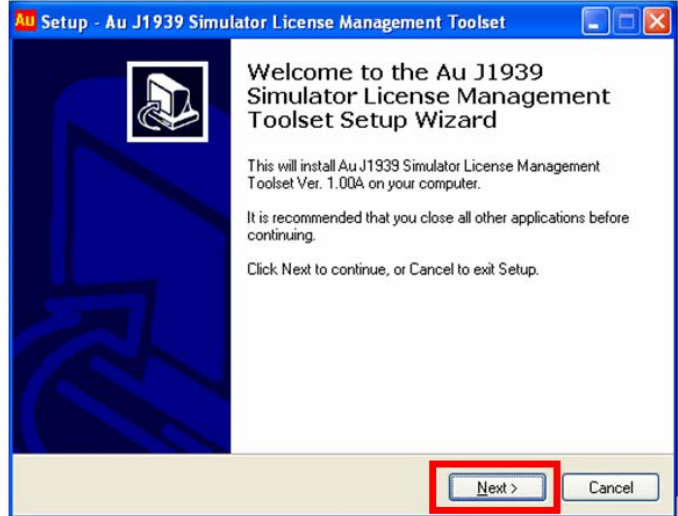 Au Setup - Au J1939 Simulator License Management Toolset
Welcome to the Au J1939
Simulator License Management
Toolset Setup Wizard
This will install Au J1939 Simulator License Management
Toolset Ver. 1.00A on your computer.
It is recommended that you close all other applications before
continuing.
Click Next to continue, or Cancel to exit Setup.
Next >
Cancel